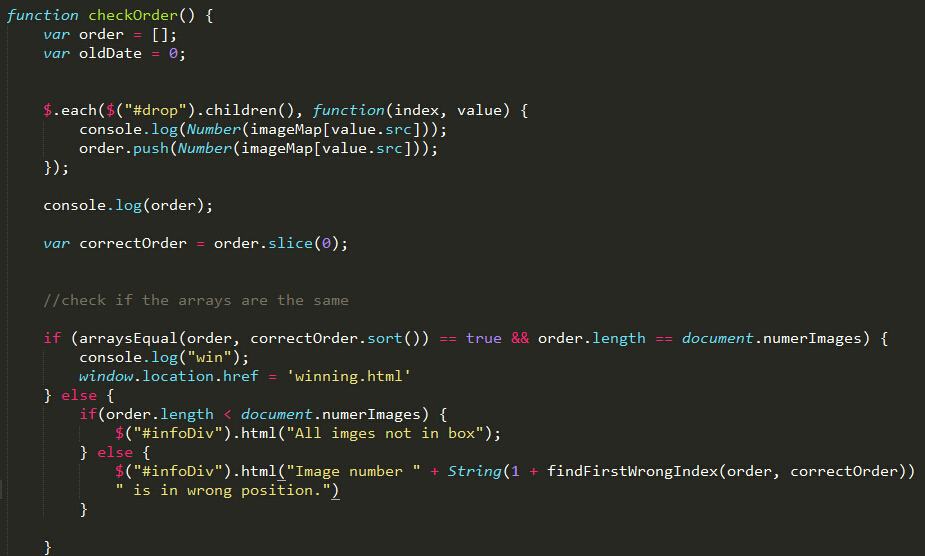 function checkOrder() {
var order = [];
var oldDate = 0;
$.each($("#drop").children(), function(index, value) {
console.log(Number(imageMap[value.src]));
order.push(Number(imageMap[value.src]));
});
console.log(order);
var correctOrder = order.slice(0);
//check if the arrays are the same
if (arraysEqual(order, correctOrder.sort()) == true && order.length == document.numerImages) {
console.log("win");
window.location.href = 'winning.html'
} else {
if(order.length < document.numerImages) {
$("#infoDiv").html("All imges not in box");
} else {
$("#infoDiv").html("Image number " + String(1 + findFirstWrongIndex(order, correctOrder))
" is in wrong position.")
}
}